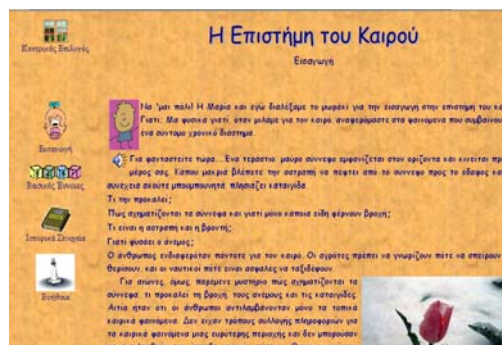 Η Επιστήμη του Καιρού
Εισαγωγή
Κεντρικές Επιλογές
Εισαγωγή
Βασικές Έννοιες
Ιστορικά Στοιχεία
Βοήθεια
Να 'μαι πάλι! Η Μαρία και εγώ διαλέξαμε το μωράκι για την εισαγωγή στην επιστήμη του κα
Γιατί; Μα φυσικά γιατί, όταν μιλάμε για τον καιρό, αναφερόμαστε στα φαινόμενα που συμβαίνου
ένα σύντομο χρονικό διάστημα.
Για φανταστείτε τώρα... Ένα τεράστιο, μαύρο σύννεφο εμφανίζεται στον ορίζοντα και κινείται προ
μέρος σας. Κάπου μακριά βλέπετε την αστραπή να πέφτει από το σύννεφο προς το έδαφος και
συνέχεια ακούτε μπουμπουνητά, πλησιάζει καταιγίδα.
Τι την προκαλεί;
Πώς σχηματίζονται τα σύννεφα και γιατί μόνο κάποια είδη φέρνουν βροχή;
Τι είναι η αστραπή και η βροντή;
Γιατί φυσάει ο άνεμος;
Ο άνθρωπος ενδιαφερόταν πάντοτε για τον καιρό. Οι αγρότες πρέπει να γνωρίζουν πότε να σπείρουν
θερίσουν, και οι ναυτικοί πότε είναι ασφαλές να ταξιδέψουν.
Για αιώνες, όμως, παρέμενε μυστήριο πώς σχηματίζονται τα
σύννεφα, τι προκαλεί τη βροχή, τους ανέμους και τις καταιγίδες.
Αιτία ήταν ότι οι άνθρωποι αντιλαμβάνονταν μόνο τα τοπικά
καιρικά φαινόμενα. Δεν είχαν τρόπους συλλογής πληροφοριών για
τα καιρικά φαινόμενα μιας ευρύτερης περιοχής και δεν μπορούσαν